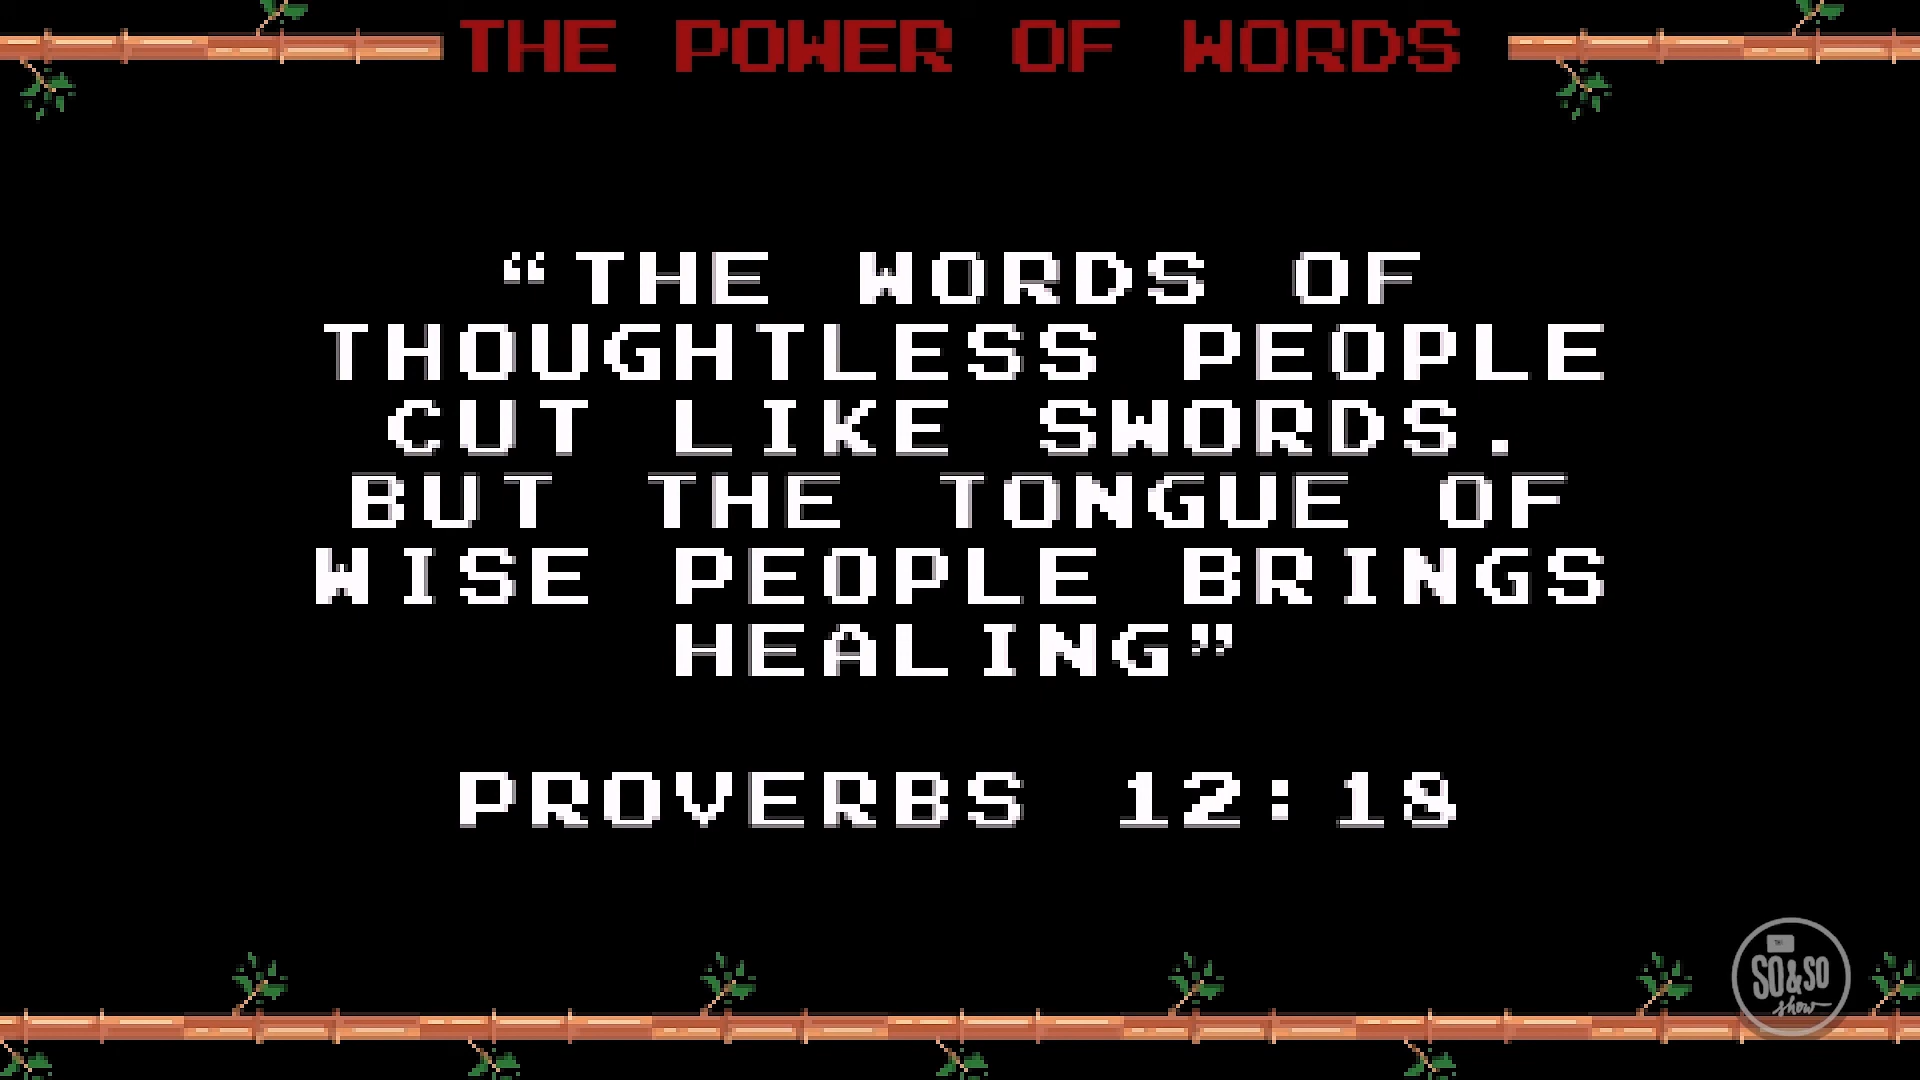 THE POWER OF WORDS
“THE WORDS OF
THOUGHTLESS PEOPLE
CUT LIKE SWORDS.
BUT THE TONGUE OF
WISE PEOPLE BRINGS
HEALING”
PROVERBS 12:18
SO&SO
show